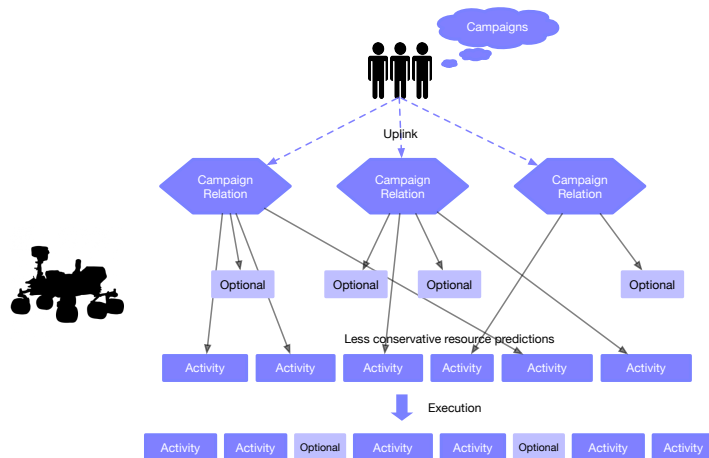 Campaigns
Uplink
Campaign
Relation
Campaign
Relation
Campaign
Relation
Optional
Optional
Optional
Optional
Less conservative resource predictions
Activity
Activity
Activity
Activity
Activity
Activity
Execution
Activity
Activity
Optional
Activity
Activity
Optional
Activity
Activity